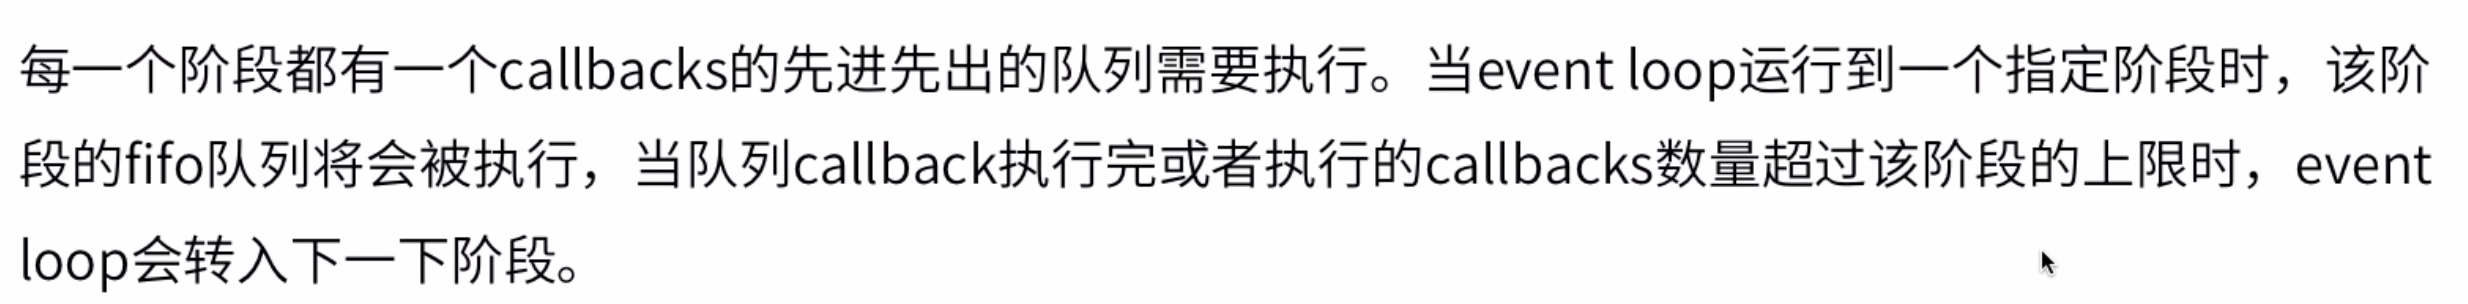 每一个阶段都有一个callbacks的先进先出的队列需要执行。当event loop运行到一个指定阶段时，该阶
段的fifo队列将会被执行，当队列callback执行完或者执行的callbacks数量超过该阶段的上限时，event
loop会转入下一下阶段。